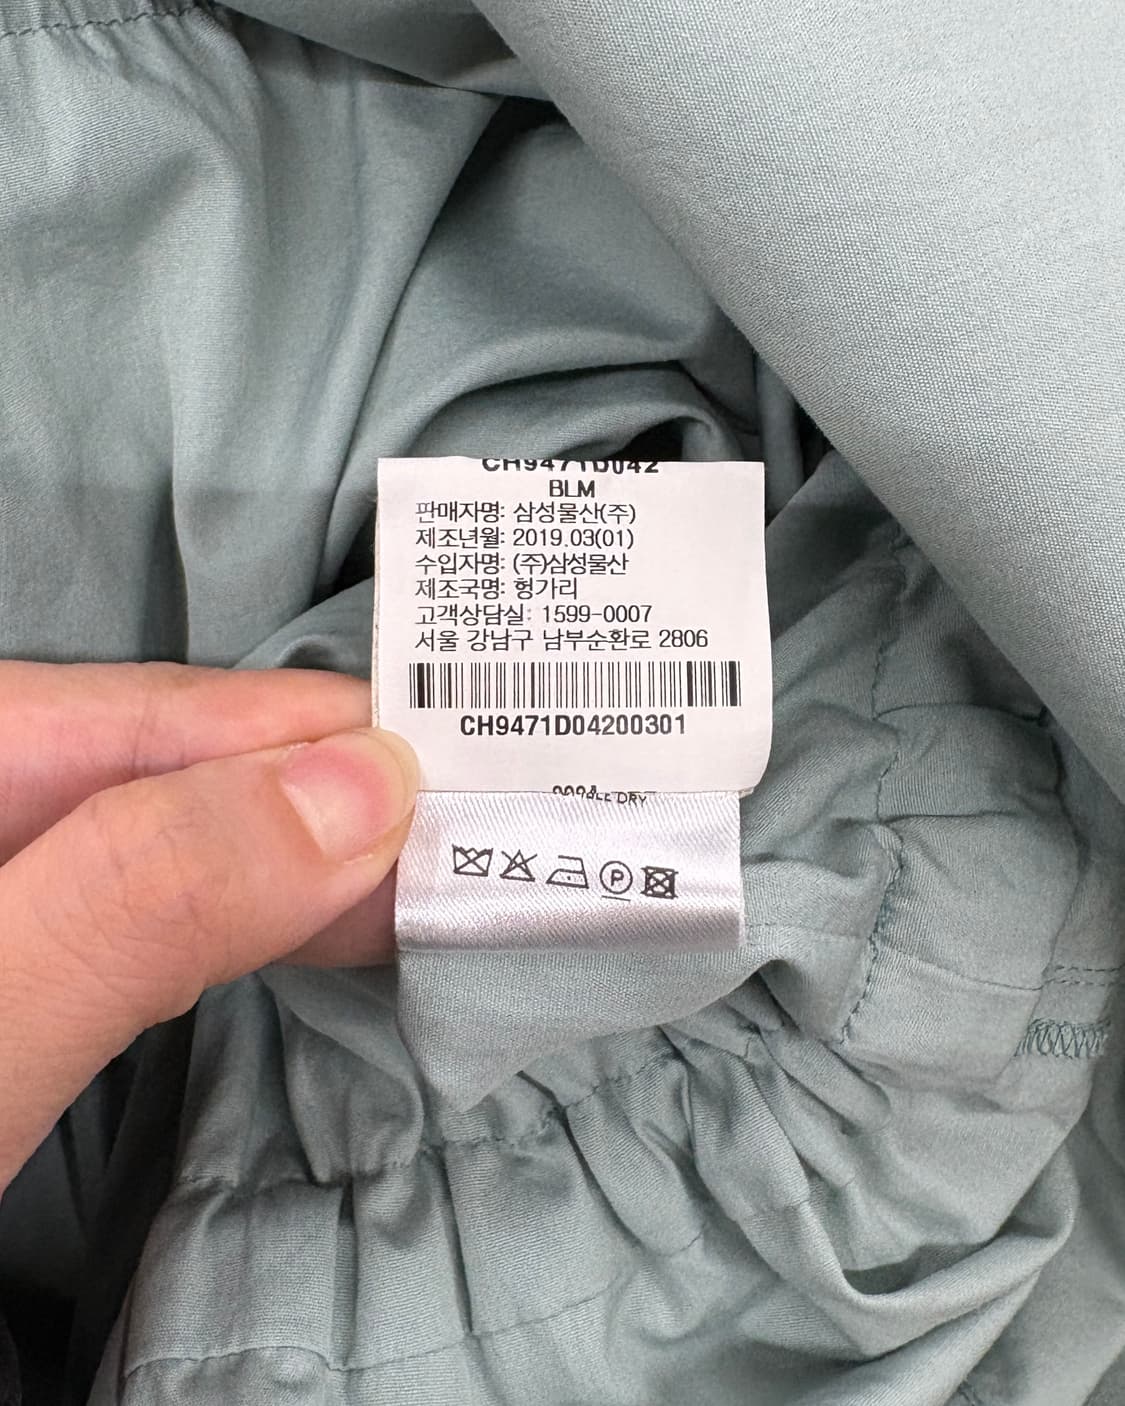 CH9471D042
BLM
판매자명: 삼성물산(주)
제조년월: 2019.03(01)
수입자명: (주)삼성물산
제조국명: 헝가리
고객상담실: 1599-0007
서울 강남구 남부순환로 2806
CH9471D04200301
DRY
P